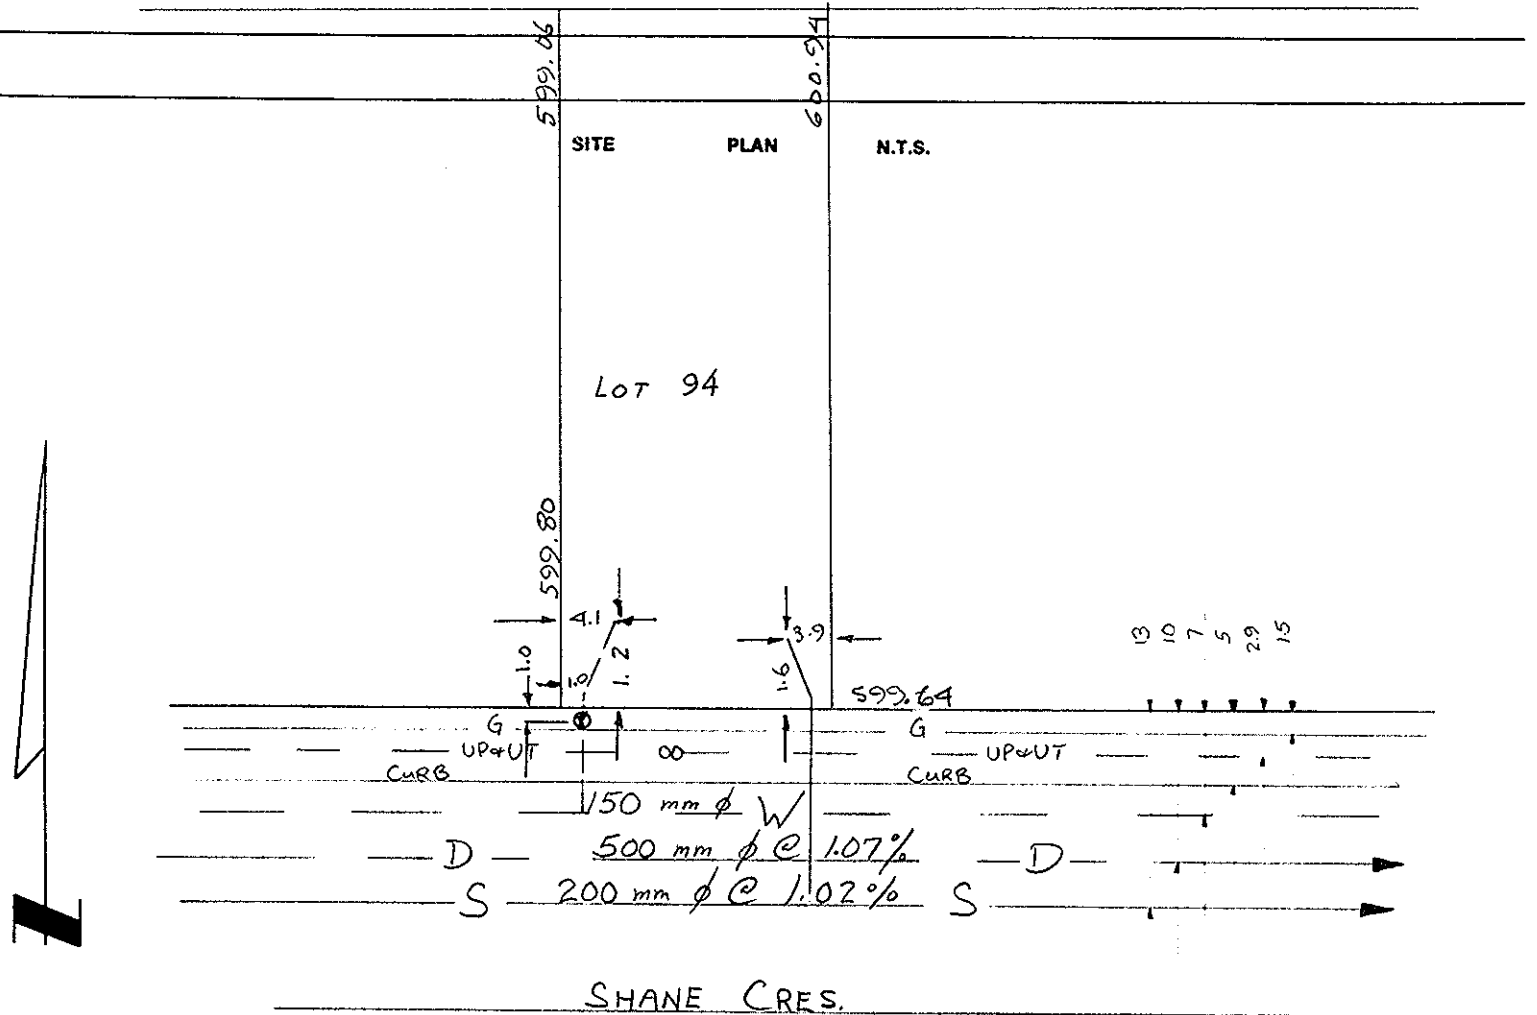 599.06
600.94
SITE PLAN N.T.S.
LOT 94
599.80
4.1
3.9
1.0
1.0
1.2
1.6
599.64
13
10
7
5
2.9
1.5
G
G
UP&UT
UP&UT
CURB
CURB
150 mm ϕ W
D 500 mm ϕ @ 1.07% D
S 200 mm ϕ @ 1.02% S
SHANE CRES.